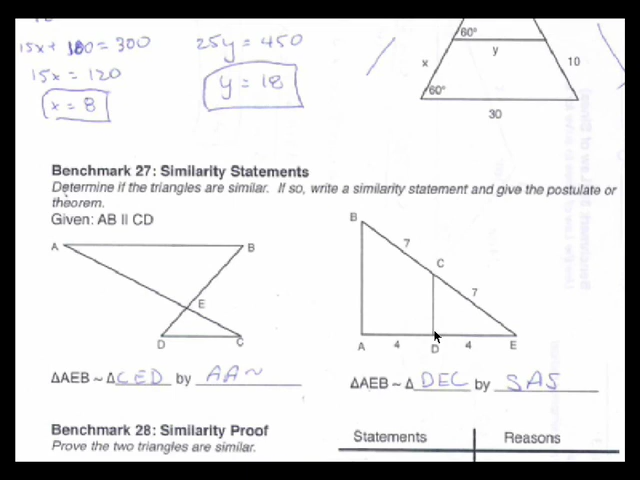 15x + 180 = 300
25y = 450
15x = 120
y = 18
x = 8
60°
y
x
10
60°
30
Benchmark 27: Similarity Statements
Determine if the triangles are similar. If so, write a similarity statement and give the postulate or
theorem.
Given: AB II CD
A
B
E
D
C
B
7
C
7
A
4
D
4
E
ΔAEB ~ Δ CED by AA~
ΔAEB ~ Δ DEC by SAS
Benchmark 28: Similarity Proof
Prove the two triangles are similar.
Statements
Reasons